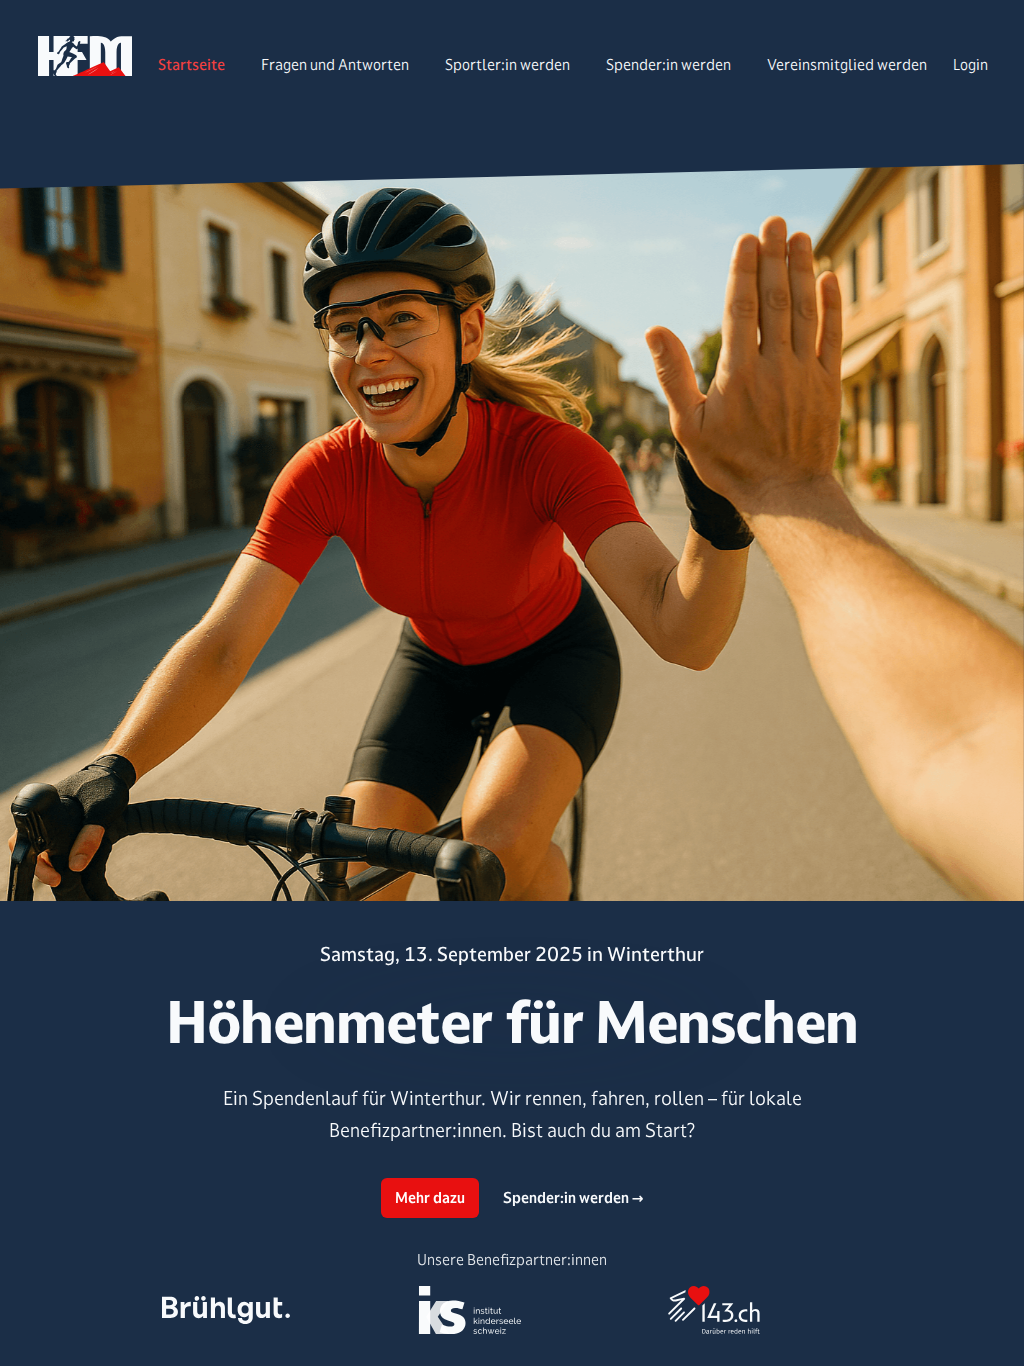 HFM
Startseite
Fragen und Antworten
Sportler:in werden
Spender:in werden
Vereinsmitglied werden
Login
Samstag, 13. September 2025 in Winterthur
Höhenmeter für Menschen
Ein Spendenlauf für Winterthur. Wir rennen, fahren, rollen – für lokale
Benefizpartner:innen. Bist auch du am Start?
Mehr dazu
Spender:in werden →
Unsere Benefizpartner:innen
Brühlgut.
iks
institut
kinderseele
schweiz
143.ch
Darüber reden hilft